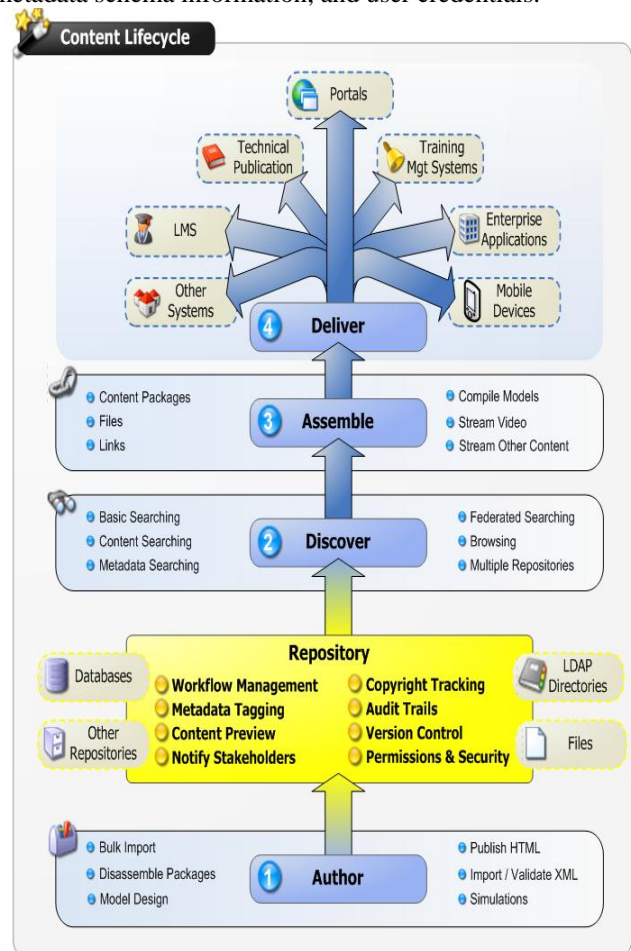 metadata schema information, and user credentials.
Content Lifecycle
Portals
Technical
Publication
Training
Mgt Systems
LMS
Enterprise
Applications
Other
Systems
Mobile
Devices
4 Deliver
Content Packages
Files
Links
3 Assemble
Compile Models
Stream Video
Stream Other Content
Basic Searching
Content Searching
Metadata Searching
2 Discover
Federated Searching
Browsing
Multiple Repositories
Repository
Databases
Other
Repositories
Workflow Management
Metadata Tagging
Content Preview
Notify Stakeholders
Copyright Tracking
Audit Trails
Version Control
Permissions & Security
LDAP
Directories
Files
Bulk Import
Disassemble Packages
Model Design
1 Author
Publish HTML
Import / Validate XML
Simulations